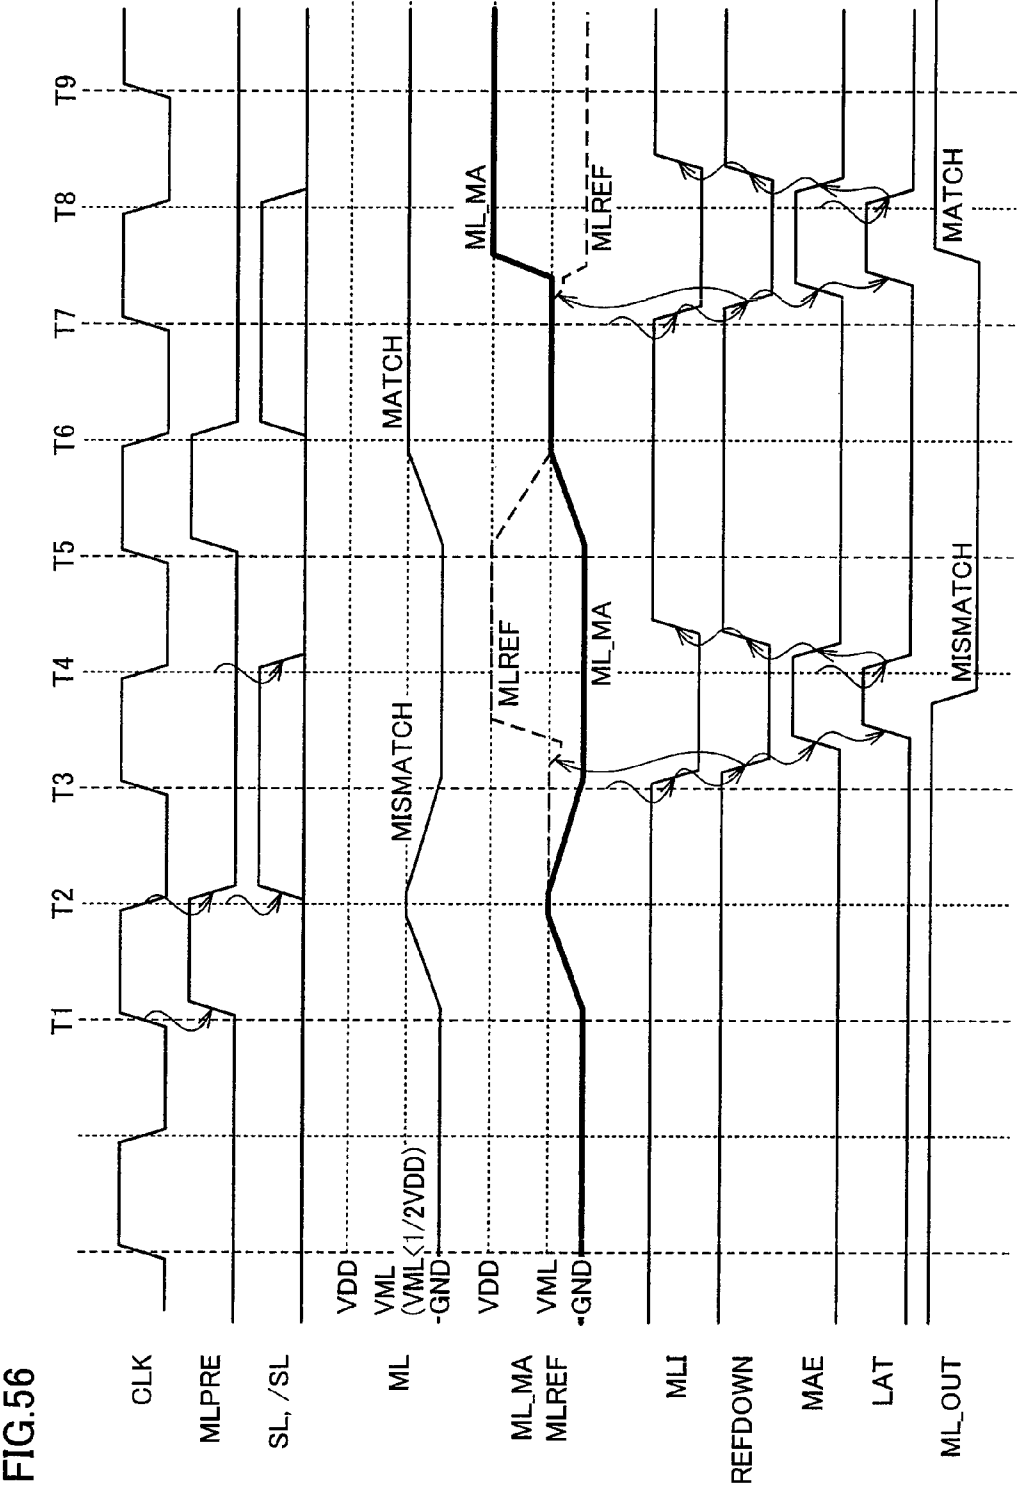 FIG.56
T1
T2
T3
T4
T5
T6
T7
T8
T9
CLK
MLPRE
SL, /SL
VDD
VML
(VML<1/2VDD)
GND
ML
MISMATCH
MATCH
VDD
VML
GND
ML_MA
MLREF
MLREF
ML_MA
ML_MA
MLREF
MLI
REFDOWN
MAE
LAT
ML_OUT
MISMATCH
MATCH